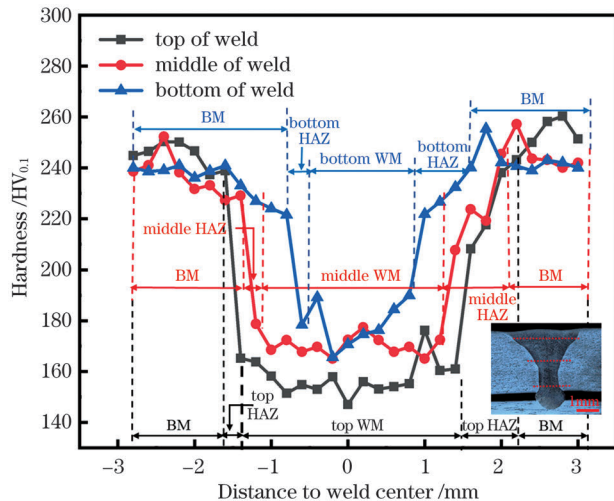 280
260
240
220
200
180
160
140
Hardness /HV0.1
top of weld
middle of weld
bottom of weld
BM
bottom
HAZ
bottom WM
bottom
HAZ
BM
middle HAZ
BM
middle WM
middle
HAZ
BM
1mm
BM
top
HAZ
top WM
top HAZ
BM
−3
−2
−1
0
1
2
3
Distance to weld center /mm